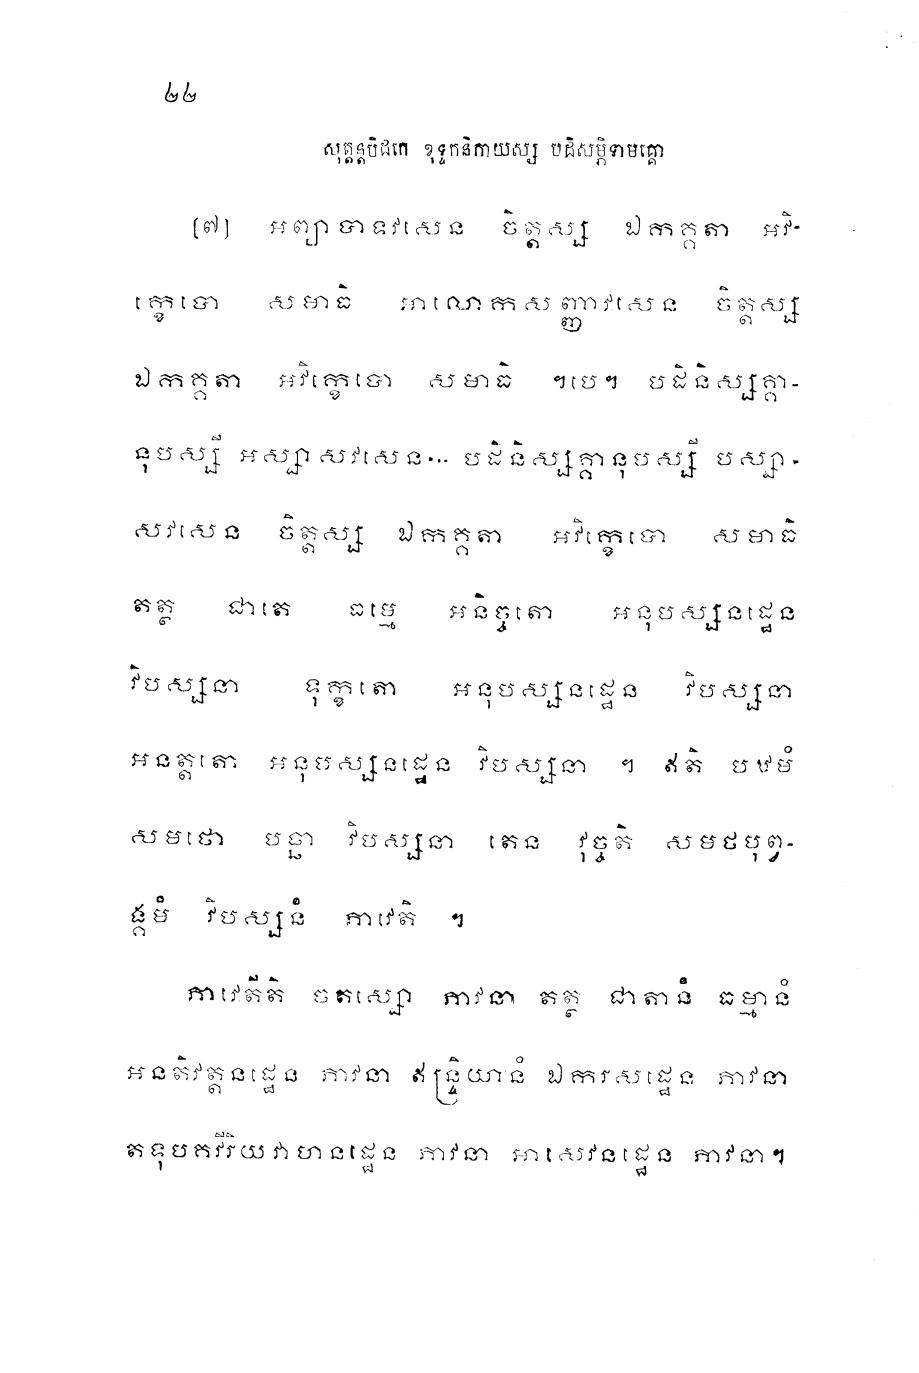 ២២
សុត្តន្តបិដកេ ខុទ្ទកនិកាយស្ស បដិសម្ភិទាមគ្គោ
[៧] អព្យាបាទវសេន ចិត្តស្ស ឯកគ្គតា អវិ-
ក្ខេបោ សមាធិ អាលោកសញ្ញាវសេន ចិត្តស្ស
ឯកគ្គតា អវិក្ខេបោ សមាធិ ។បេ។ បដិនិស្សគ្គា-
នុបស្សី អស្សាសវសេន... បដិនិស្សគ្គានុបស្សី បស្សា-
សវសេន ចិត្តស្ស ឯកគ្គតា អវិក្ខេបោ សមាធិ
តត្ថ ជាតេ ធម្មេ អនិច្ចតោ អនុបស្សនដ្ឋេន
វិបស្សនា ទុក្ខតោ អនុបស្សនដ្ឋេន វិបស្សនា
អនត្តតោ អនុបស្សនដ្ឋេន វិបស្សនា ។ ឥតិ បឋមំ
សមថោ បច្ឆា វិបស្សនា តេន វុច្ចតិ សមថបុព្វ-
ង្គមំ វិបស្សនំ ភាវេតិ ។
ភាវេតីតិ ចតស្សោ ភាវនា តត្ថ ជាតានំ ធម្មានំ
អនតិវត្តនដ្ឋេន ភាវនា ឥន្ទ្រិយានំ ឯករសដ្ឋេន ភាវនា
តទុបគវីរិយវាហនដ្ឋេន ភាវនា អាសេវនដ្ឋេន ភាវនា។